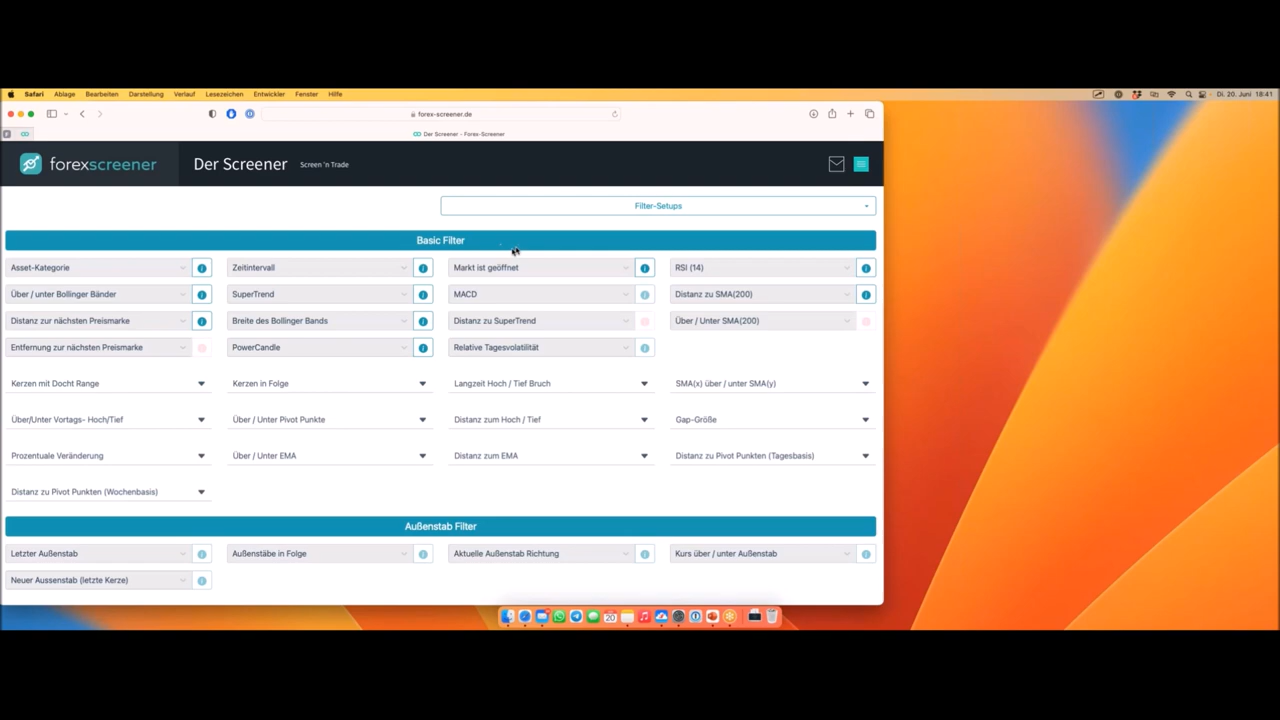 Safari Ablage Bearbeiten Darstellung Verlauf Lesezeichen Entwickler Fenster Hilfe Di. 20. Juni 18:41
forex-screener.de
Der Screener - Forex-Screener
forexscreener Der Screener Screen 'n Trade
Filter-Setups
Basic Filter
Asset-Kategorie Zeitintervall Markt ist geöffnet RSI (14)
Über / unter Bollinger Bänder SuperTrend MACD Distanz zu SMA(200)
Distanz zur nächsten Preismarke Breite des Bollinger Bands Distanz zu SuperTrend Über / Unter SMA(200)
Entfernung zur nächsten Preismarke PowerCandle Relative Tagesvolatilität
Kerzen mit Docht Range Kerzen in Folge Langzeit Hoch / Tief Bruch SMA(x) über / unter SMA(y)
Über/Unter Vortags- Hoch/Tief Über / Unter Pivot Punkte Distanz zum Hoch / Tief Gap-Größe
Prozentuale Veränderung Über / Unter EMA Distanz zum EMA Distanz zu Pivot Punkten (Tagesbasis)
Distanz zu Pivot Punkten (Wochenbasis)
Außenstab Filter
Letzter Außenstab Außenstäbe in Folge Aktuelle Außenstab Richtung Kurs über / unter Außenstab
Neuer Aussenstab (letzte Kerze)
20